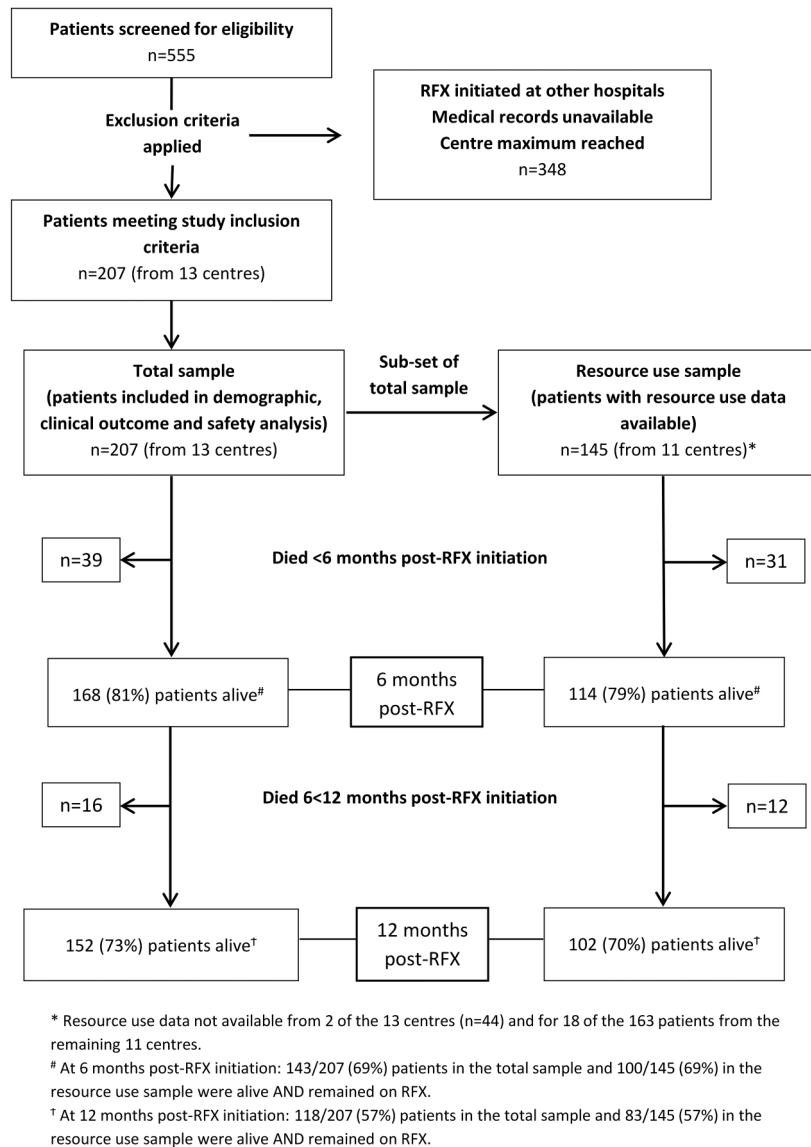 Patients screened for eligibility
n=555
RFX initiated at other hospitals
Medical records unavailable
Centre maximum reached
n=348
Exclusion criteria
applied
Patients meeting study inclusion
criteria
n=207 (from 13 centres)
Total sample
(patients included in demographic,
clinical outcome and safety analysis)
n=207 (from 13 centres)
Sub-set of
total sample
Resource use sample
(patients with resource use data
available)
n=145 (from 11 centres)*
n=39
Died <6 months post-RFX initiation
n=31
168 (81%) patients alive#
6 months
post-RFX
114 (79%) patients alive#
n=16
Died 6<12 months post-RFX initiation
n=12
152 (73%) patients alive†
12 months
post-RFX
102 (70%) patients alive†
* Resource use data not available from 2 of the 13 centres (n=44) and for 18 of the 163 patients from the
remaining 11 centres.
# At 6 months post-RFX initiation: 143/207 (69%) patients in the total sample and 100/145 (69%) in the
resource use sample were alive AND remained on RFX.
† At 12 months post-RFX initiation: 118/207 (57%) patients in the total sample and 83/145 (57%) in the
resource use sample were alive AND remained on RFX.